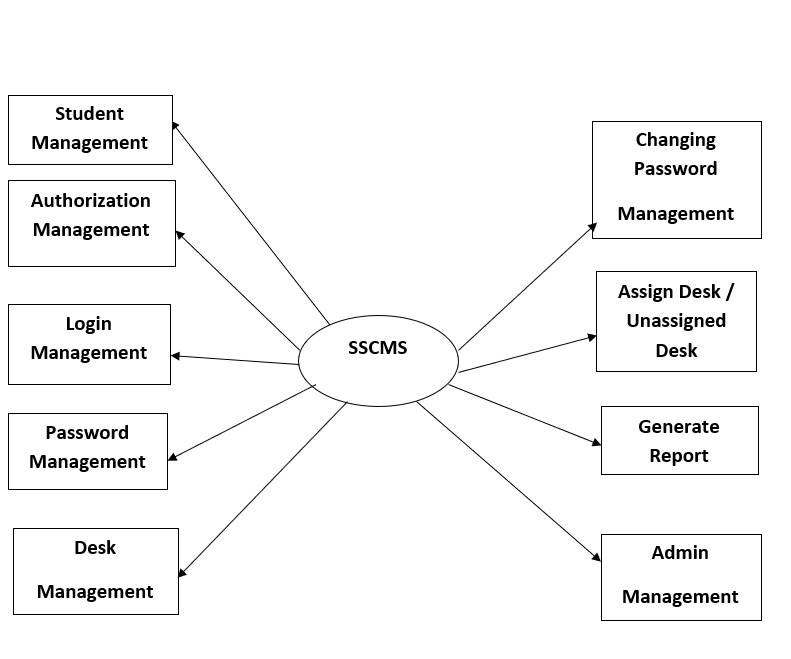 Student
Management
Authorization
Management
Login
Management
Password
Management
Desk
Management
SSCMS
Changing
Password
Management
Assign Desk /
Unassigned
Desk
Generate
Report
Admin
Management